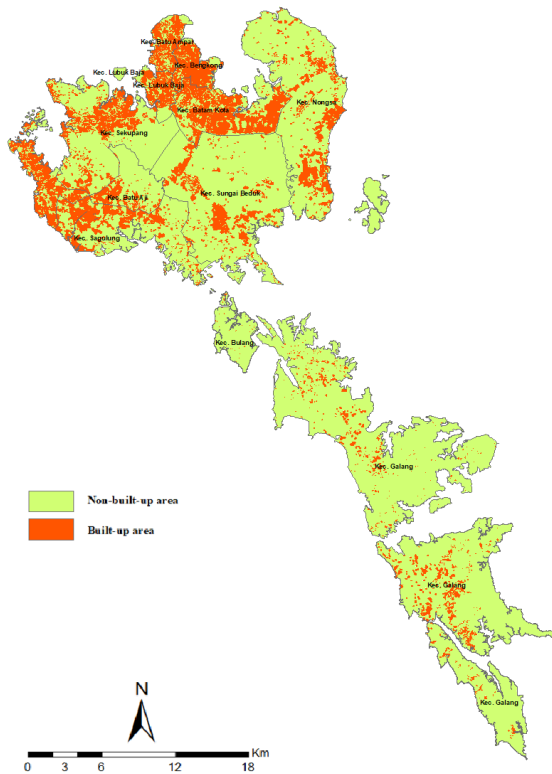 Kec. Batu Ampar
Kec. Bengkong
Kec. Lubuk Baja
Kec. Lubuk Baja
Kec. Batam Kota
Kec. Nongsa
Kec. Sekupang
Kec. Sungai Beduk
Kec. Batu Aji
Kec. Sagulung
Kec. Bulang
Kec. Galang
Non-built-up area
Built-up area
Kec. Galang
Kec. Galang
N
Km
0 3 6 12 18